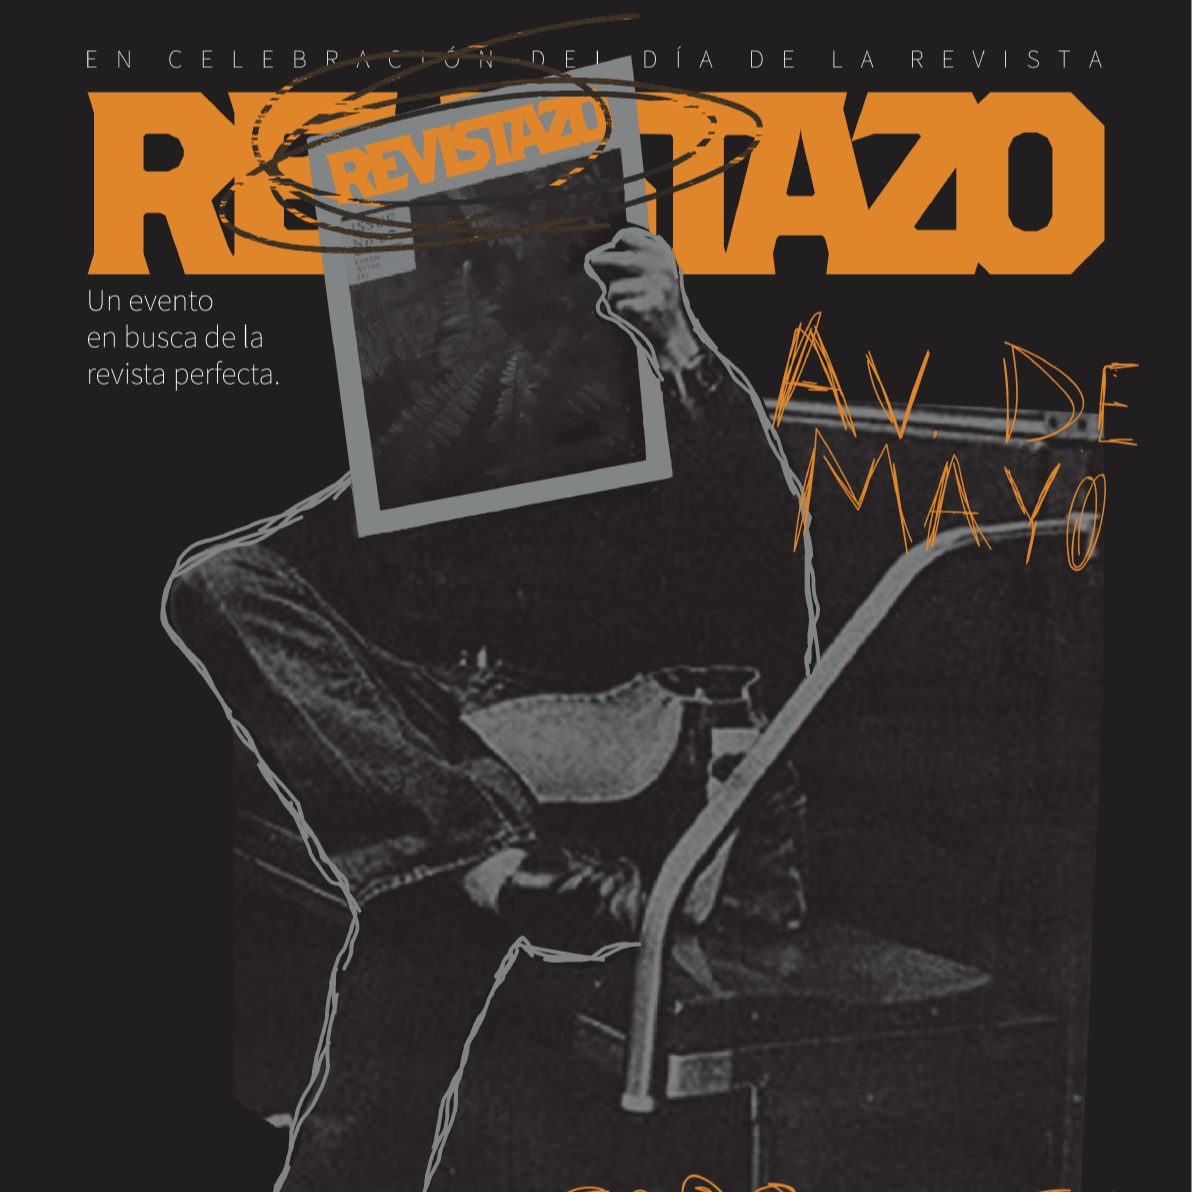 EN CELEBRACIÓN DEL DÍA DE LA REVISTA
REVISTAZO
REVISTAZO
Un evento
en busca de la
revista perfecta.
AV. DE
MAYO